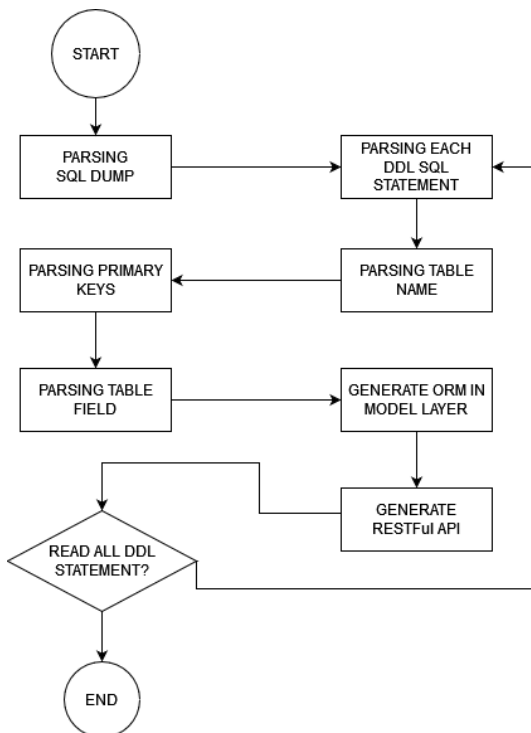 START
PARSING
SQL DUMP
PARSING EACH
DDL SQL
STATEMENT
PARSING TABLE
NAME
PARSING PRIMARY
KEYS
PARSING TABLE
FIELD
GENERATE ORM IN
MODEL LAYER
GENERATE
RESTFul API
READ ALL DDL
STATEMENT?
END